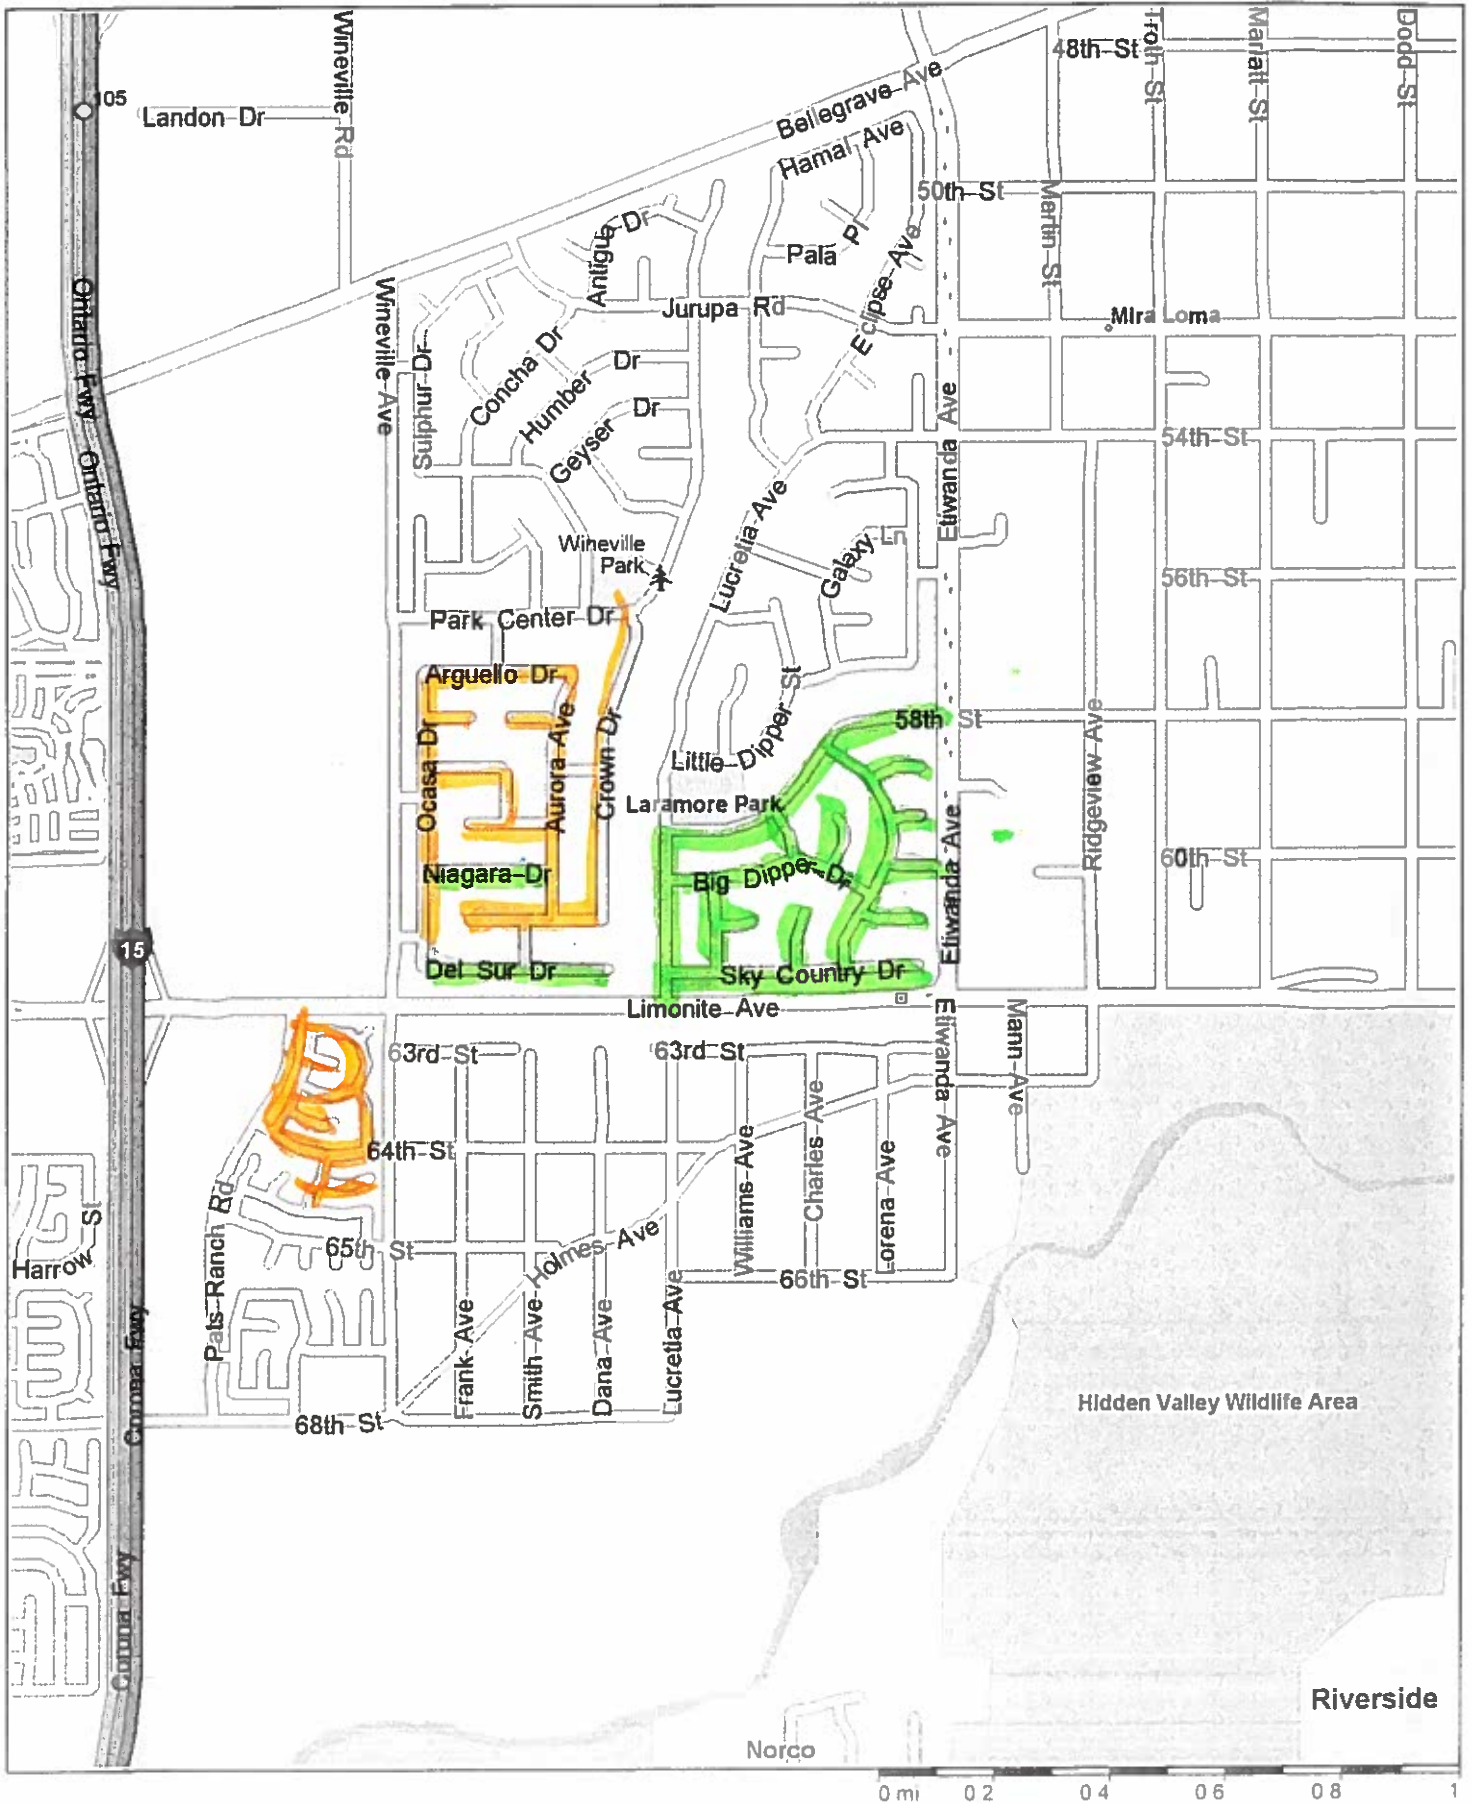 Wineville Rd
48th St
Troth St
Marlatt St
Dodd St
105
Landon Dr
Bellegrave Ave
Hamal Ave
50th St
Martin St
Antigua Dr
Pala Pl
Eclipse Ave
Ontario Fwy
Wineville Ave
Jurupa Rd
Mira Loma
Sulphur Dr
Concha Dr
Humber Dr
Geyser Dr
Etiwanda Ave
54th St
Ontario Fwy
Lucretia Ave
Galaxy Ln
Wineville
Park
56th St
Park Center Dr
Arguello Dr
Little Dipper St
58th St
Ocasa Dr
Aurora Ave
Crown Dr
Ridgeview Ave
Laramore Park
Etiwanda Ave
60th St
Niagara Dr
Big Dipper Dr
15
Del Sur Dr
Sky Country Dr
Limonite Ave
63rd St
63rd St
Etiwanda Ave
Mann Ave
64th St
Williams Ave
Charles Ave
Lorena Ave
Harrow St
Pats Ranch Rd
65th St
Holmes Ave
66th St
Corona Fwy
Frank Ave
Smith Ave
Dana Ave
Lucretia Ave
68th St
Hidden Valley Wildlife Area
Corona Fwy
Riverside
Norco
0 mi 0 2 0 4 0 6 0 8 1